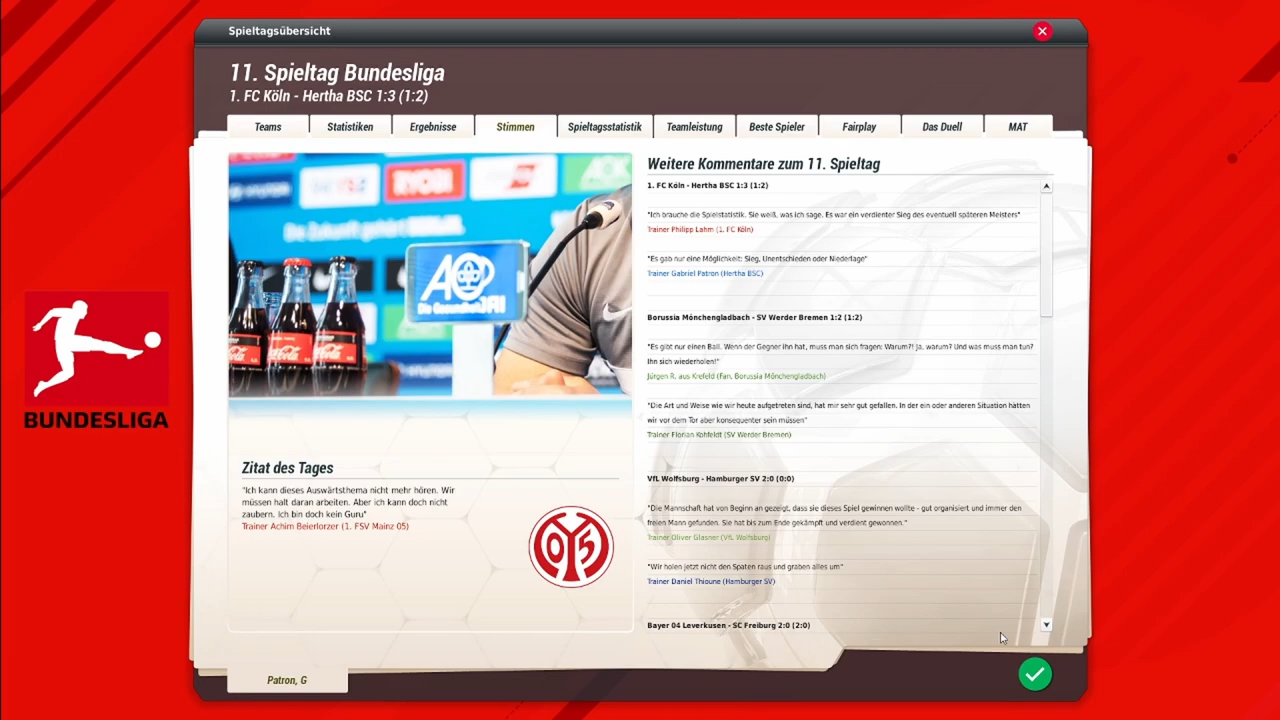 Spieltagsübersicht
11. Spieltag Bundesliga
1. FC Köln - Hertha BSC 1:3 (1:2)
Teams
Statistiken
Ergebnisse
Stimmen
Spieltagsstatistik
Teamleistung
Beste Spieler
Fairplay
Das Duell
MAT
RYOBI
AOK
Die Zukunft gehört
AOK
Die Gesundheit
Coca-Cola
BUNDESLIGA
Zitat des Tages
"Ich kann dieses Auswärtsthema nicht mehr hören. Wir
müssen halt daran arbeiten. Aber ich kann doch nicht
zaubern. Ich bin doch kein Guru"
Trainer Achim Beierlorzer (1. FSV Mainz 05)
05
Weitere Kommentare zum 11. Spieltag
1. FC Köln - Hertha BSC 1:3 (1:2)
"Ich brauche die Spielstatistik. Sie weiß, was ich sage. Es war ein verdienter Sieg des eventuell späteren Meisters"
Trainer Philipp Lahm (1. FC Köln)
"Es gab nur eine Möglichkeit: Sieg, Unentschieden oder Niederlage"
Trainer Gabriel Patron (Hertha BSC)
Borussia Mönchengladbach - SV Werder Bremen 1:2 (1:2)
"Es gibt nur einen Ball. Wenn der Gegner ihn hat, muss man sich fragen: Warum?! Ja, warum? Und was muss man tun?
Ihn sich wiederholen!"
Jürgen R. aus Krefeld (Fan, Borussia Mönchengladbach)
"Die Art und Weise wie wir heute aufgetreten sind, hat mir sehr gut gefallen. In der ein oder anderen Situation hätten
wir vor dem Tor aber konsequenter sein müssen"
Trainer Florian Kohfeldt (SV Werder Bremen)
VfL Wolfsburg - Hamburger SV 2:0 (0:0)
"Die Mannschaft hat von Beginn an gezeigt, dass sie dieses Spiel gewinnen wollte - gut organisiert und immer den
freien Mann gefunden. Sie hat bis zum Ende gekämpft und verdient gewonnen."
Trainer Oliver Glasner (VfL Wolfsburg)
"Wir holen jetzt nicht den Spaten raus und graben alles um"
Trainer Daniel Thioune (Hamburger SV)
Bayer 04 Leverkusen - SC Freiburg 2:0 (2:0)
Patron, G